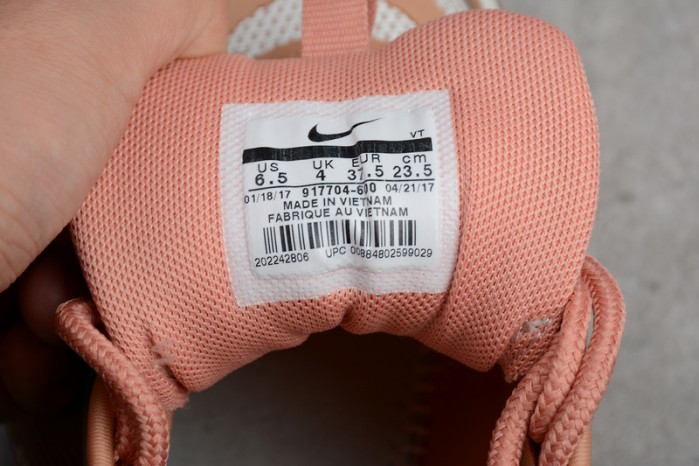 VT
US UK EUR cm
6.5 4 37.5 23.5
01/18/17 917704-600 04/21/17
MADE IN VIETNAM
FABRIQUE AU VIETNAM
202242806 UPC 00884802599029